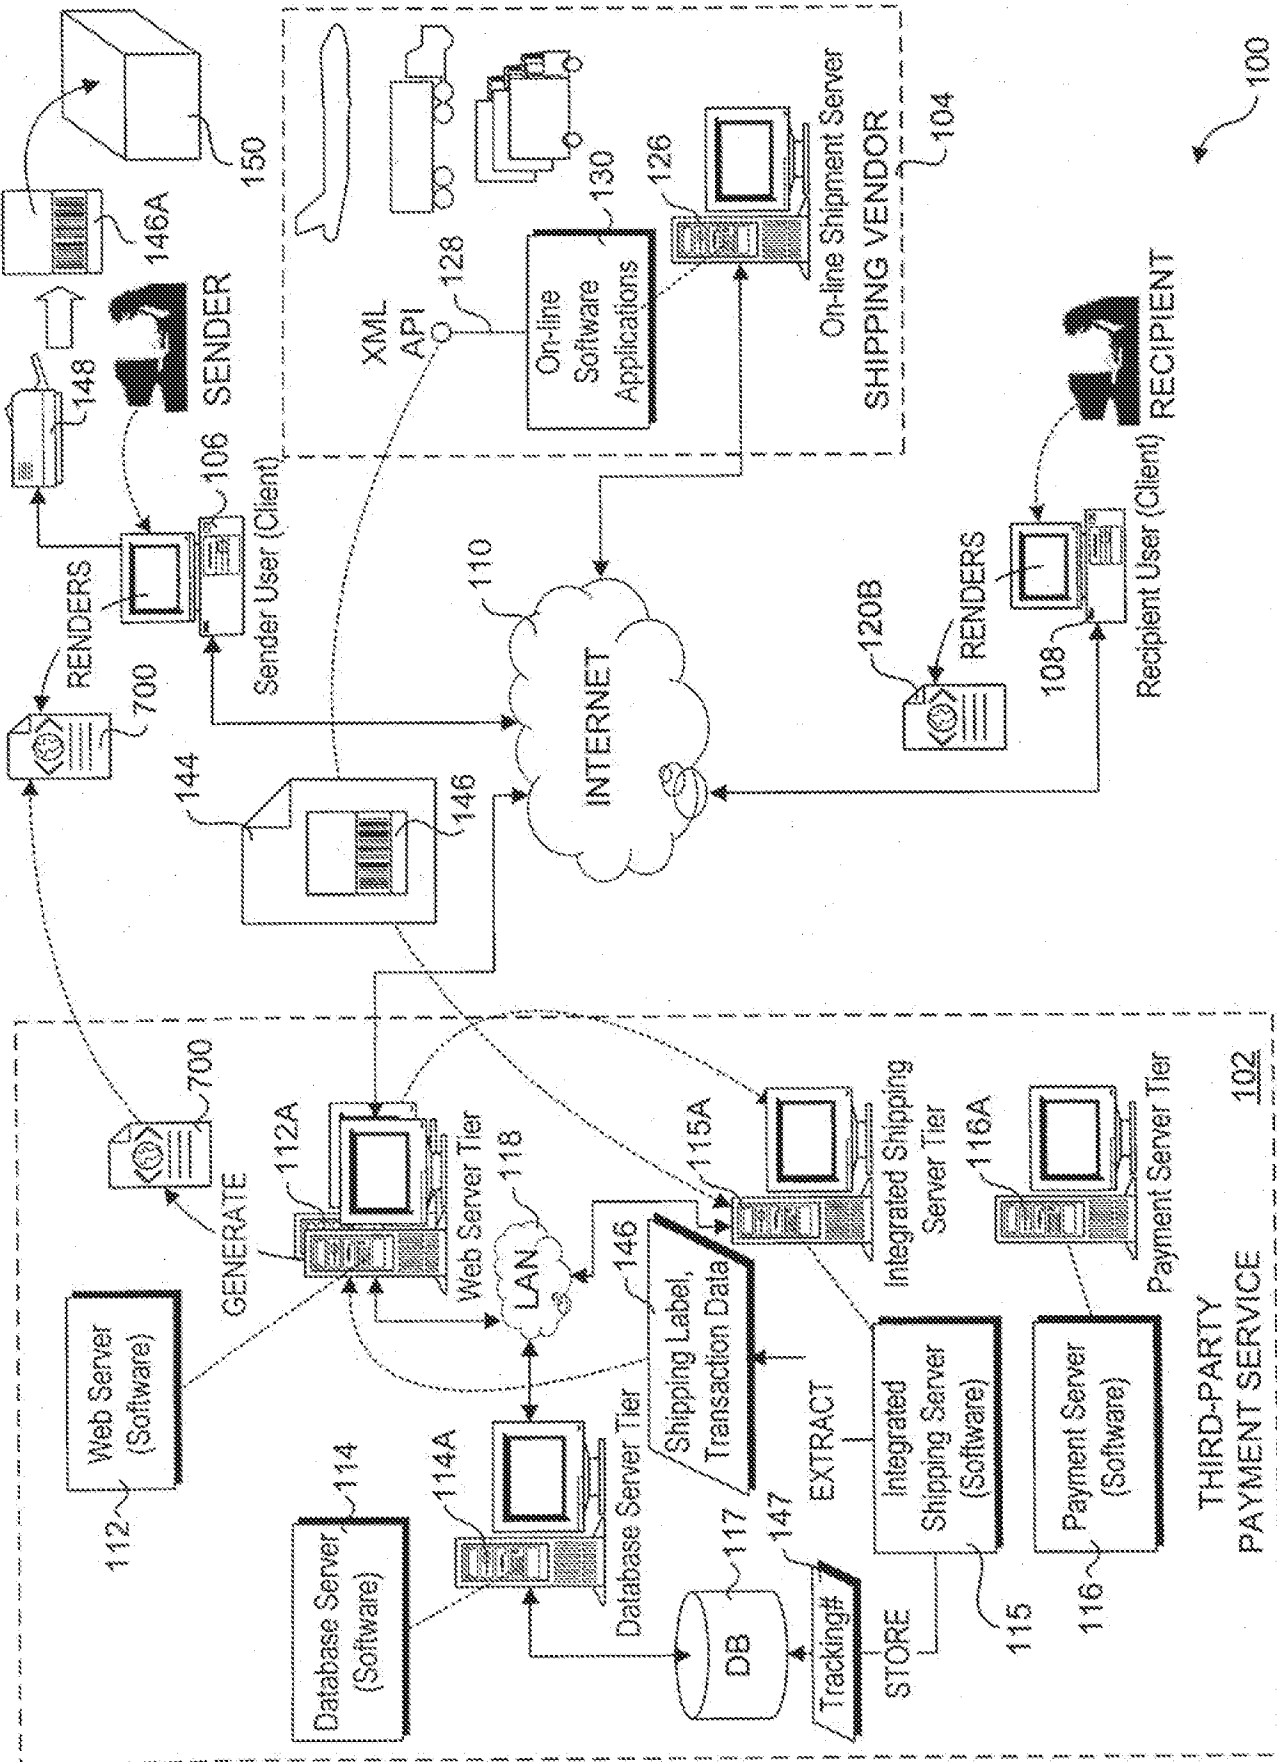 112
Web Server
(Software)
GENERATE
700
112A
Web Server Tier
114
Database Server
(Software)
114A
Database Server Tier
118
LAN
117
DB
147
Tracking#
STORE
146
Shipping Label,
Transaction Data
EXTRACT
115A
Integrated Shipping
Server Tier
Integrated
Shipping Server
(Software)
115
116A
Payment Server Tier
Payment Server
(Software)
116
THIRD-PARTY
PAYMENT SERVICE
102
700
RENDERS
144
146
148
146A
150
106
Sender User (Client)
SENDER
110
INTERNET
XML
API
128
130
On-line
Software
Applications
126
On-line Shipment Server
SHIPPING VENDOR
104
120B
RENDERS
108
Recipient User (Client)
RECIPIENT
100